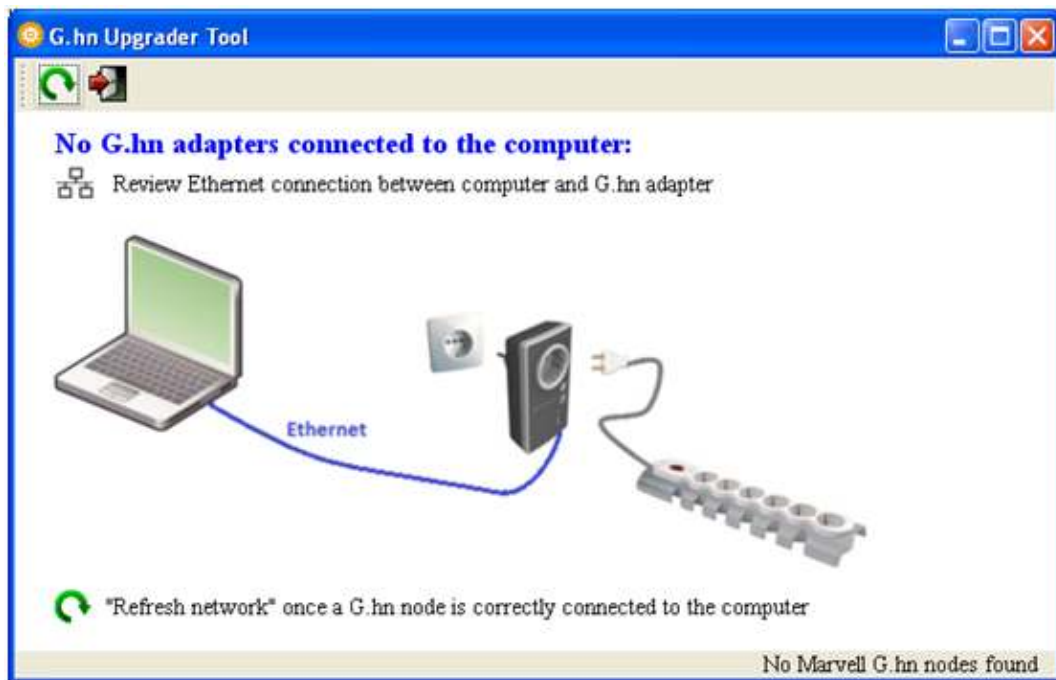 G.hn Upgrader Tool
No G.hn adapters connected to the computer:
Review Ethernet connection between computer and G.hn adapter
Ethernet
"Refresh network" once a G.hn node is correctly connected to the computer
No Marvell G.hn nodes found